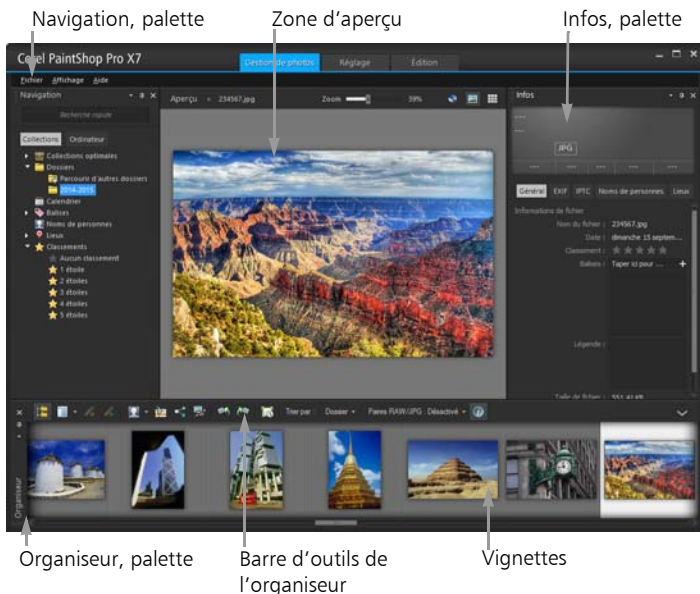 Navigation, palette
Zone d'aperçu
Infos, palette
Corel PaintShop Pro X7
Gestion de photos
Réglage
Édition
Fichier Affichage Aide
Navigation
Recherche rapide
Collections Ordinateur
Collections optimales
Dossiers
Parcourir d'autres dossiers
2014-2015
Calendrier
Balises
Noms de personnes
Lieux
Classements
Aucun classement
1 étoile
2 étoiles
3 étoiles
4 étoiles
5 étoiles
Aperçu 234567.jpg
Zoom
39%
Infos
---
---
JPG
--- --- --- --- ---
Général EXIF IPTC Noms de personnes Lieux
Informations de fichier
Nom du fichier : 234567.jpg
Date : dimanche 15 septem...
Classement :
Balises : Taper ici pour ... +
Légende :
Taille de fichier : 551.41 KB
Trier par : Dossier
Paires RAW/JPG : Désactivé
Organiseur
Organiseur, palette
Barre d'outils de
l'organiseur
Vignettes